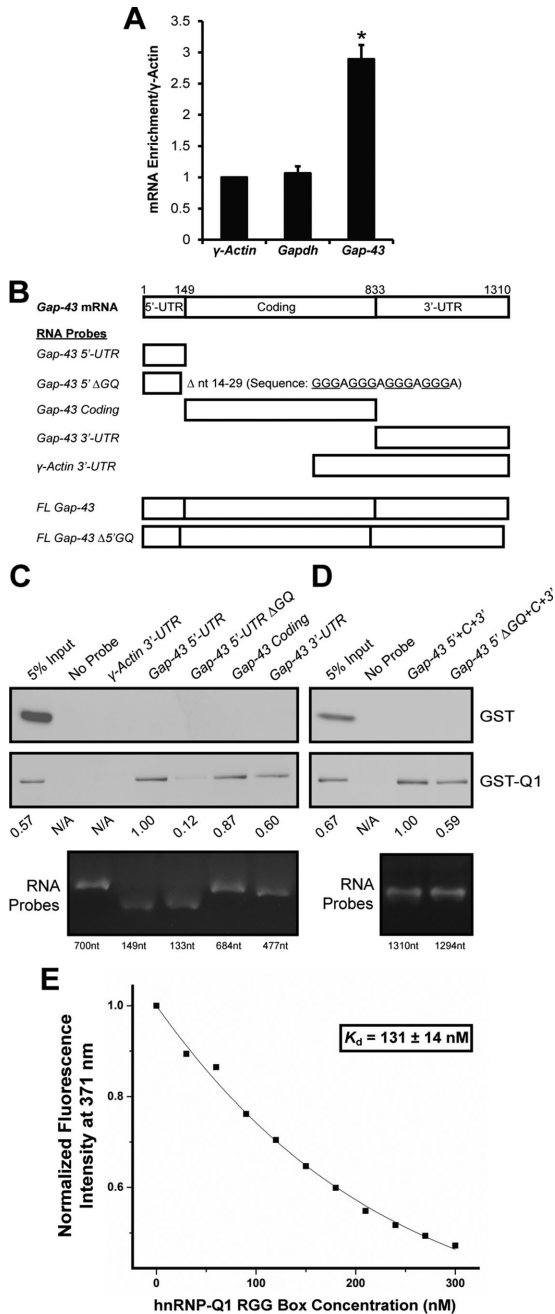 A
mRNA Enrichment/γ-Actin
3.5
3
2.5
2
1.5
1
0.5
0
*
γ-Actin Gapdh Gap-43
B
1 149 833 1310
Gap-43 mRNA 5'-UTR Coding 3'-UTR
RNA Probes
Gap-43 5'-UTR
Gap-43 5' ΔGQ Δ nt 14-29 (Sequence: GGGAGGGAGGGAGGGA)
Gap-43 Coding
Gap-43 3'-UTR
γ-Actin 3'-UTR
FL Gap-43
FL Gap-43 Δ5'GQ
C
5% Input
No Probe
γ-Actin 3'-UTR
Gap-43 5'-UTR
Gap-43 5'-UTR ΔGQ
Gap-43 Coding
Gap-43 3'-UTR
0.57 N/A N/A 1.00 0.12 0.87 0.60
RNA
Probes
700nt 149nt 133nt 684nt 477nt
D
5% Input
No Probe
Gap-43 5'+C+3'
Gap-43 5' ΔGQ+C+3'
GST
GST-Q1
0.67 N/A 1.00 0.59
RNA
Probes
1310nt 1294nt
E
Normalized Fluorescence
Intensity at 371 nm
1.0
0.8
0.6
Kd = 131 ± 14 nM
0 100 200 300
hnRNP-Q1 RGG Box Concentration (nM)